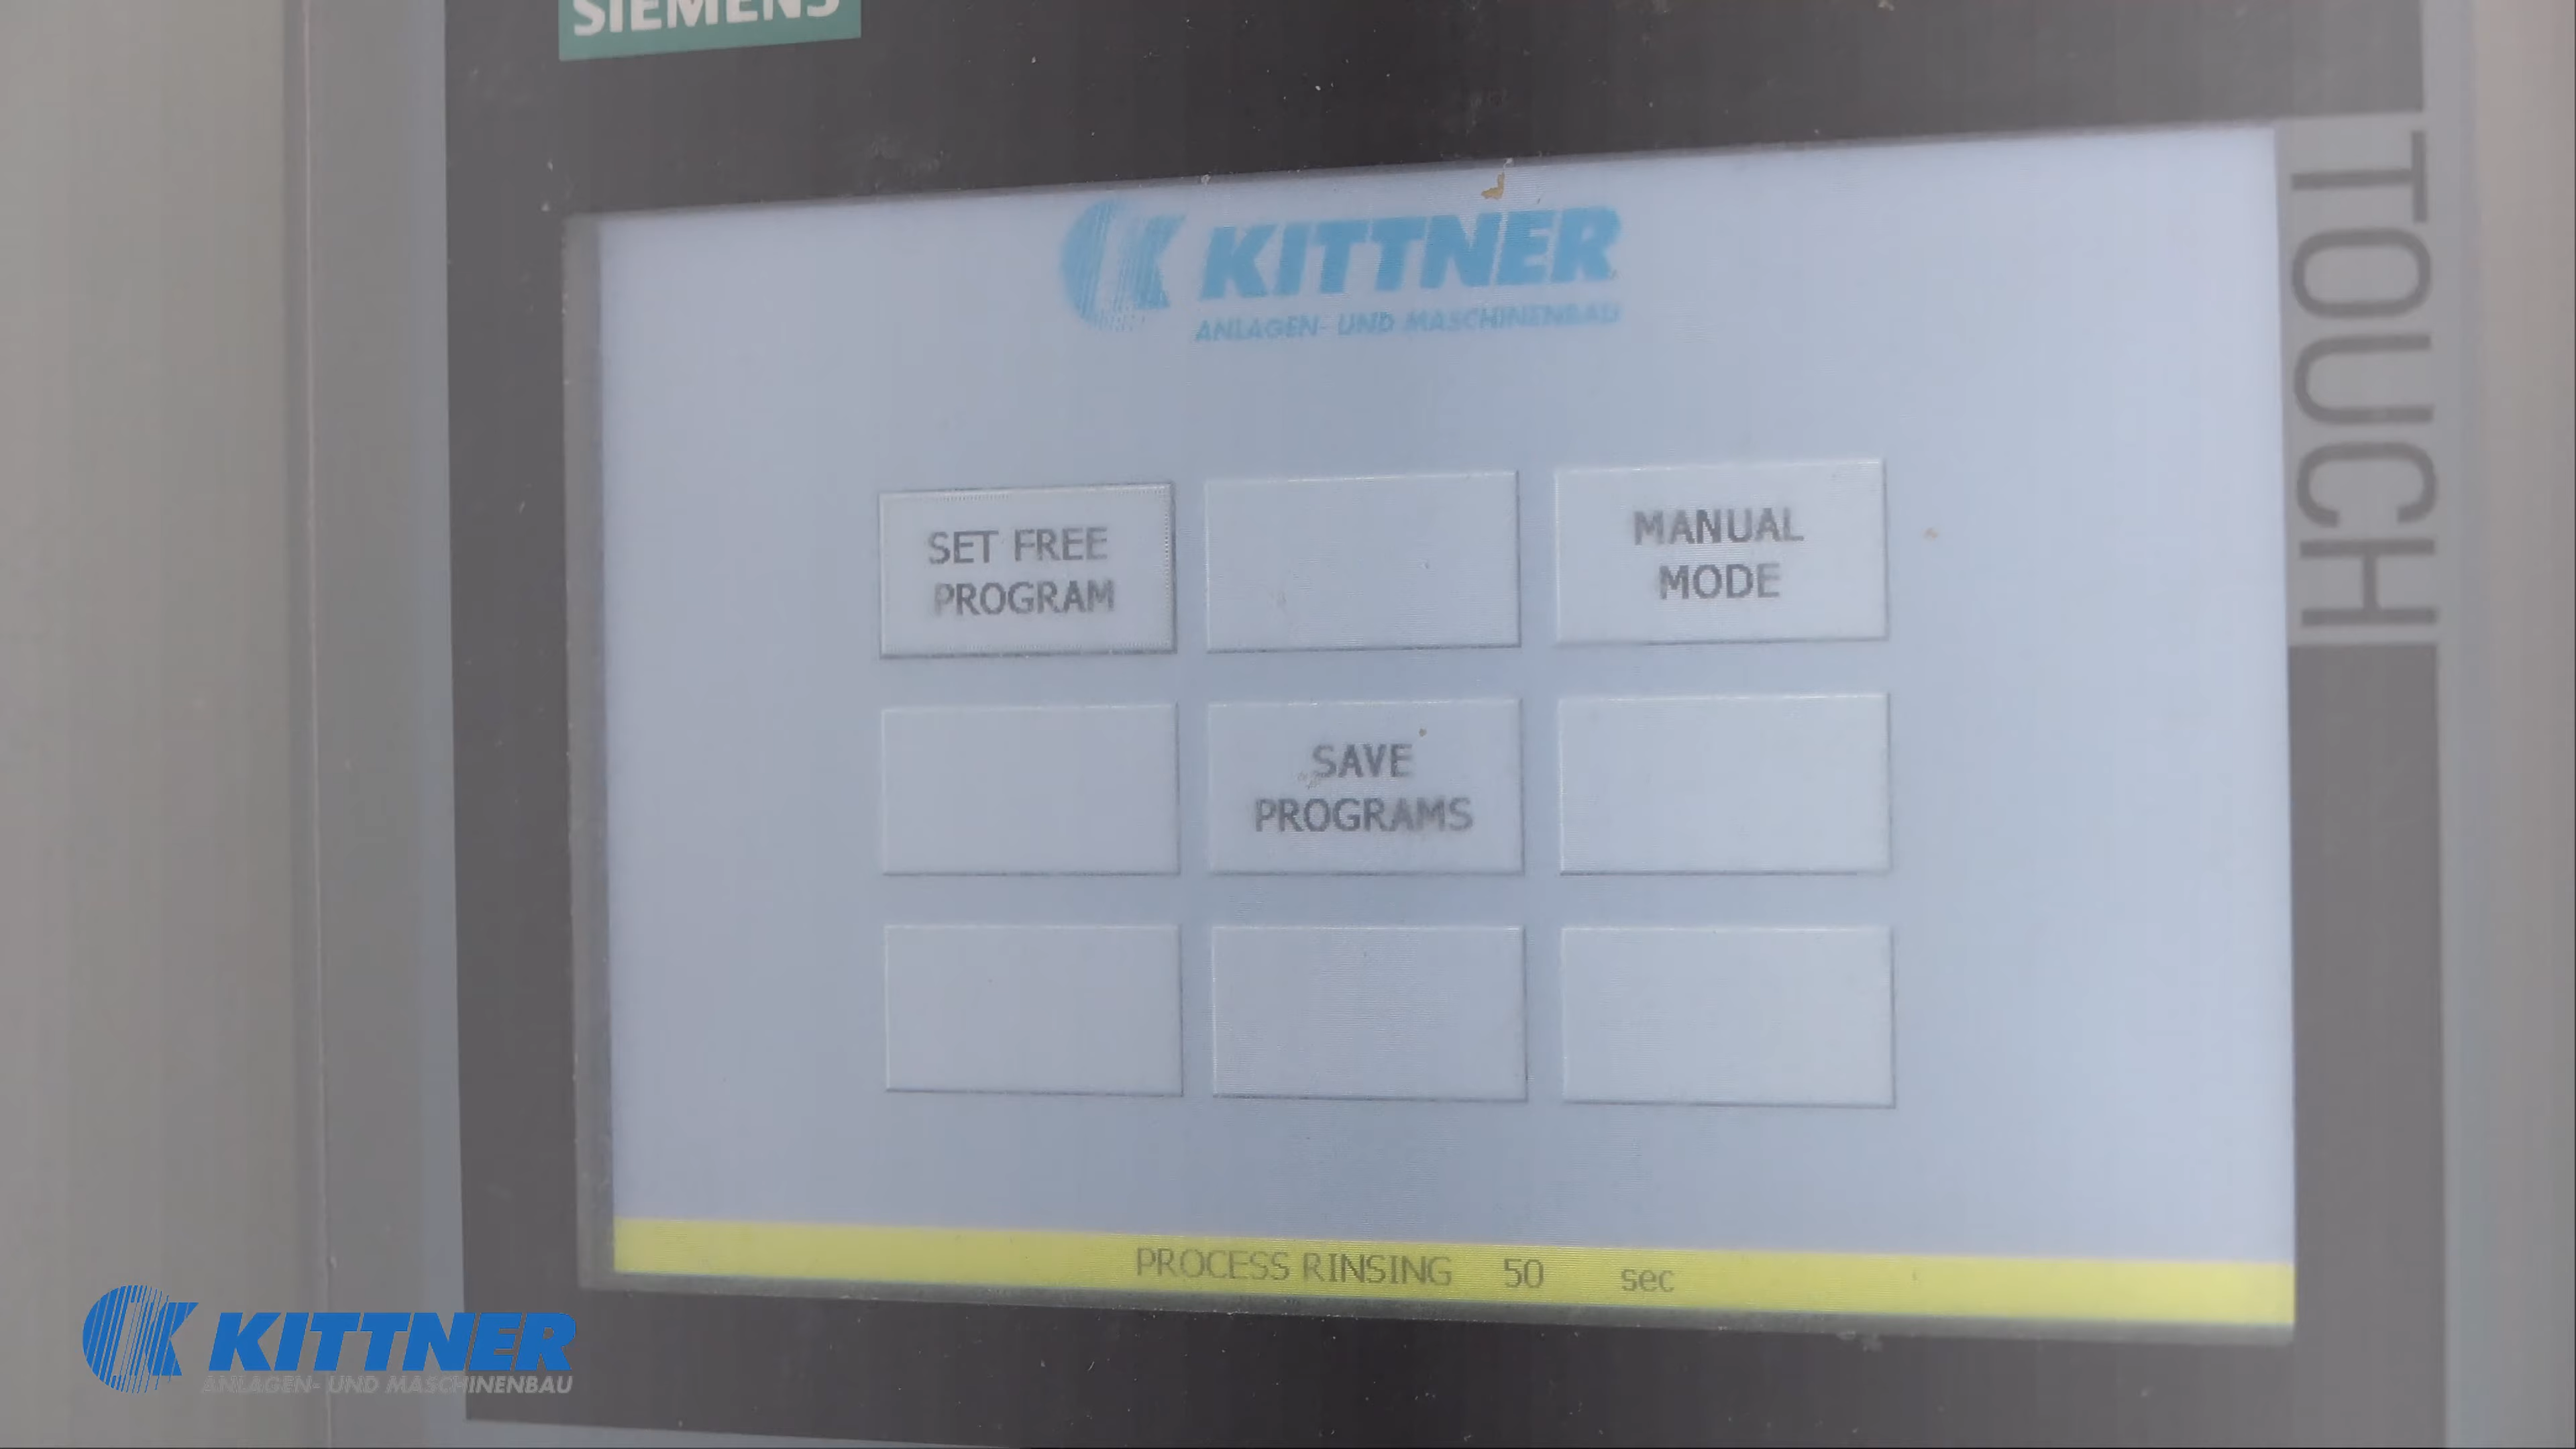 SIEMENS
TOUCH
KITTNER
ANLAGEN- UND MASCHINENBAU
SET FREE
PROGRAM
MANUAL
MODE
SAVE
PROGRAMS
PROCESS RINSING 50 sec
KITTNER
ANLAGEN- UND MASCHINENBAU